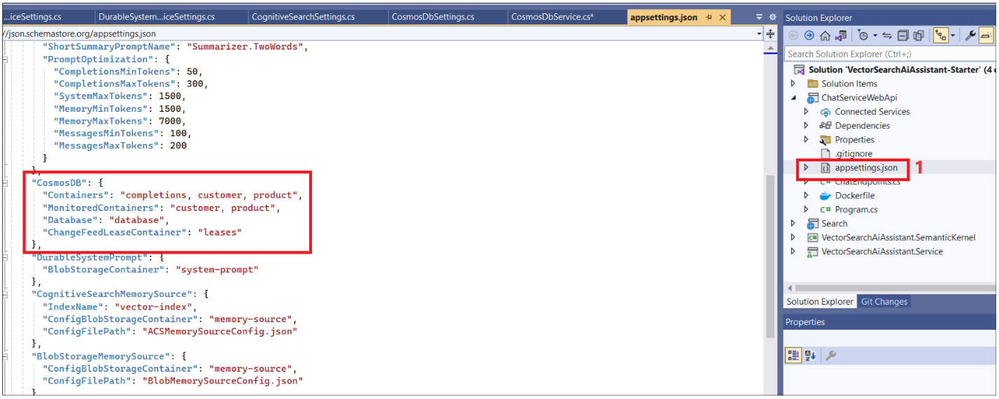 ...iceSettings.cs DurableSystem...iceSettings.cs CognitiveSearchSettings.cs CosmosDbSettings.cs CosmosDbService.cs* appsettings.json
//json.schemastore.org/appsettings.json
"ShortSummaryPromptName": "Summarizer.TwoWords",
"PromptOptimization": {
"CompletionsMinTokens": 50,
"CompletionsMaxTokens": 300,
"SystemMaxTokens": 1500,
"MemoryMinTokens": 1500,
"MemoryMaxTokens": 7000,
"MessagesMinTokens": 100,
"MessagesMaxTokens": 200
}
},
"CosmosDB": {
"Containers": "completions, customer, product",
"MonitoredContainers": "customer, product",
"Database": "database",
"ChangeFeedLeaseContainer": "leases"
},
"DurableSystemPrompt": {
"BlobStorageContainer": "system-prompt"
},
"CognitiveSearchMemorySource": {
"IndexName": "vector-index",
"ConfigBlobStorageContainer": "memory-source",
"ConfigFilePath": "ACSMemorySourceConfig.json"
},
"BlobStorageMemorySource": {
"ConfigBlobStorageContainer": "memory-source",
"ConfigFilePath": "BlobMemorySourceConfig.json"
}
Solution Explorer
Search Solution Explorer (Ctrl+;)
Solution 'VectorSearchAiAssistant-Starter' (4
Solution Items
ChatServiceWebApi
Connected Services
Dependencies
Properties
.gitignore
appsettings.json 1
C# ChatEndpoints.cs
Dockerfile
C# Program.cs
Search
C# VectorSearchAiAssistant.SemanticKernel
VectorSearchAiAssistant.Service
Solution Explorer Git Changes
Properties